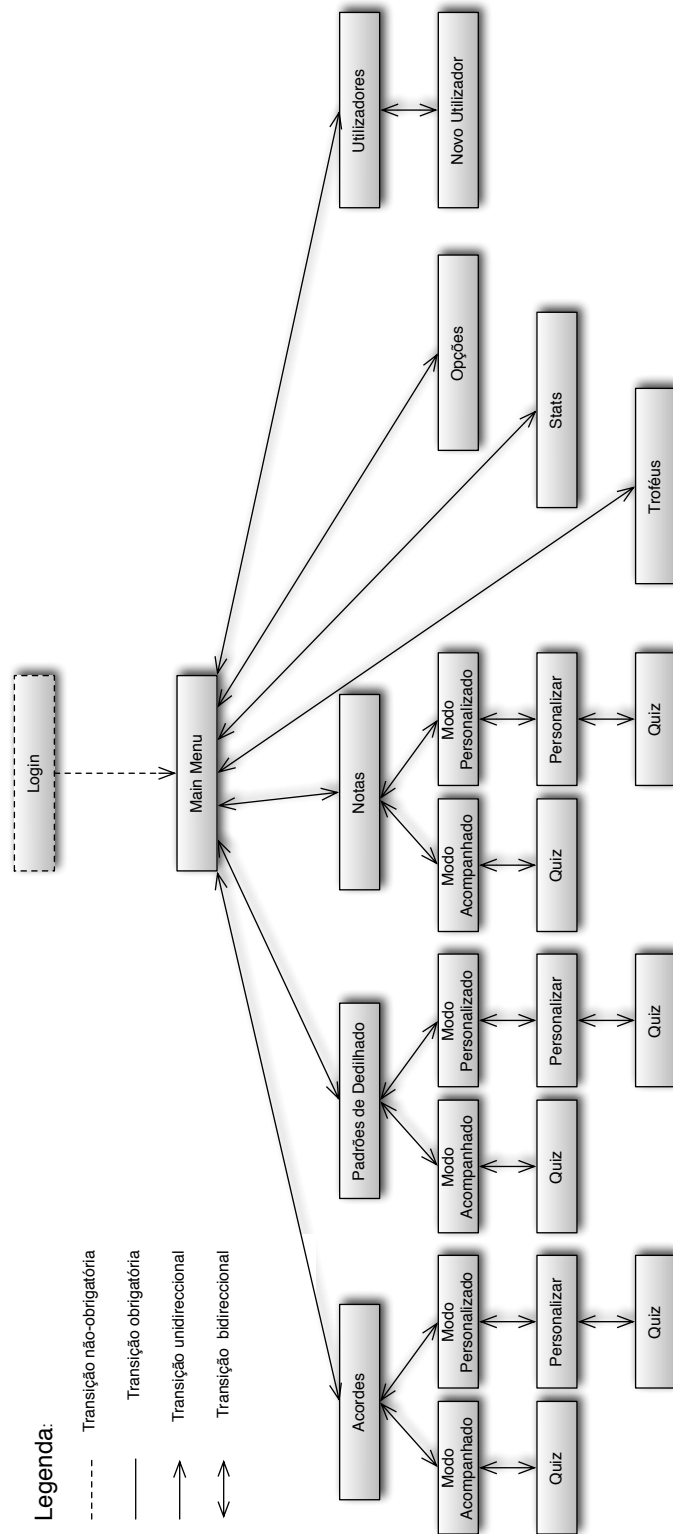 Login
Main Menu
Acordes
Padrões de Dedilhado
Notas
Utilizadores
Modo
Acompanhado
Modo
Personalizado
Modo
Acompanhado
Modo
Personalizado
Modo
Acompanhado
Modo
Personalizado
Opções
Novo Utilizador
Quiz
Personalizar
Quiz
Personalizar
Quiz
Personalizar
Stats
Quiz
Quiz
Quiz
Troféus
Legenda:
Transição não-obrigatória
Transição obrigatória
Transição unidireccional
Transição bidireccional